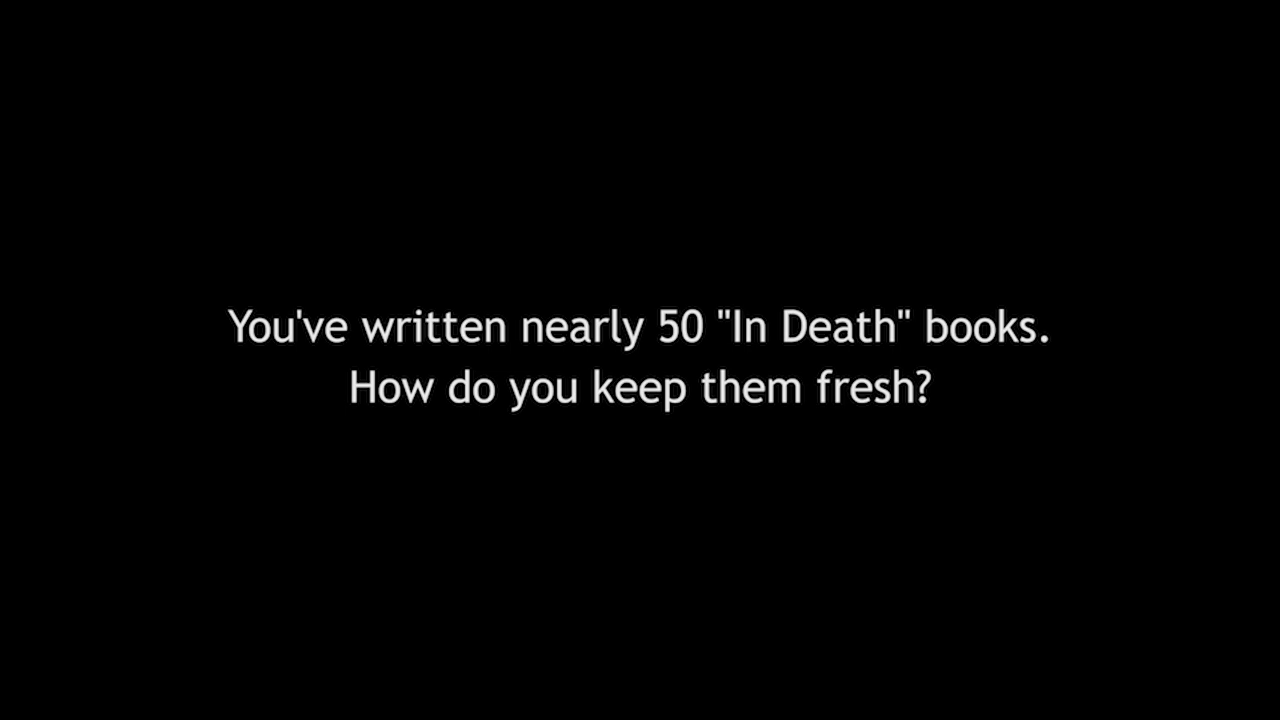 You've written nearly 50 "In Death" books.
How do you keep them fresh?